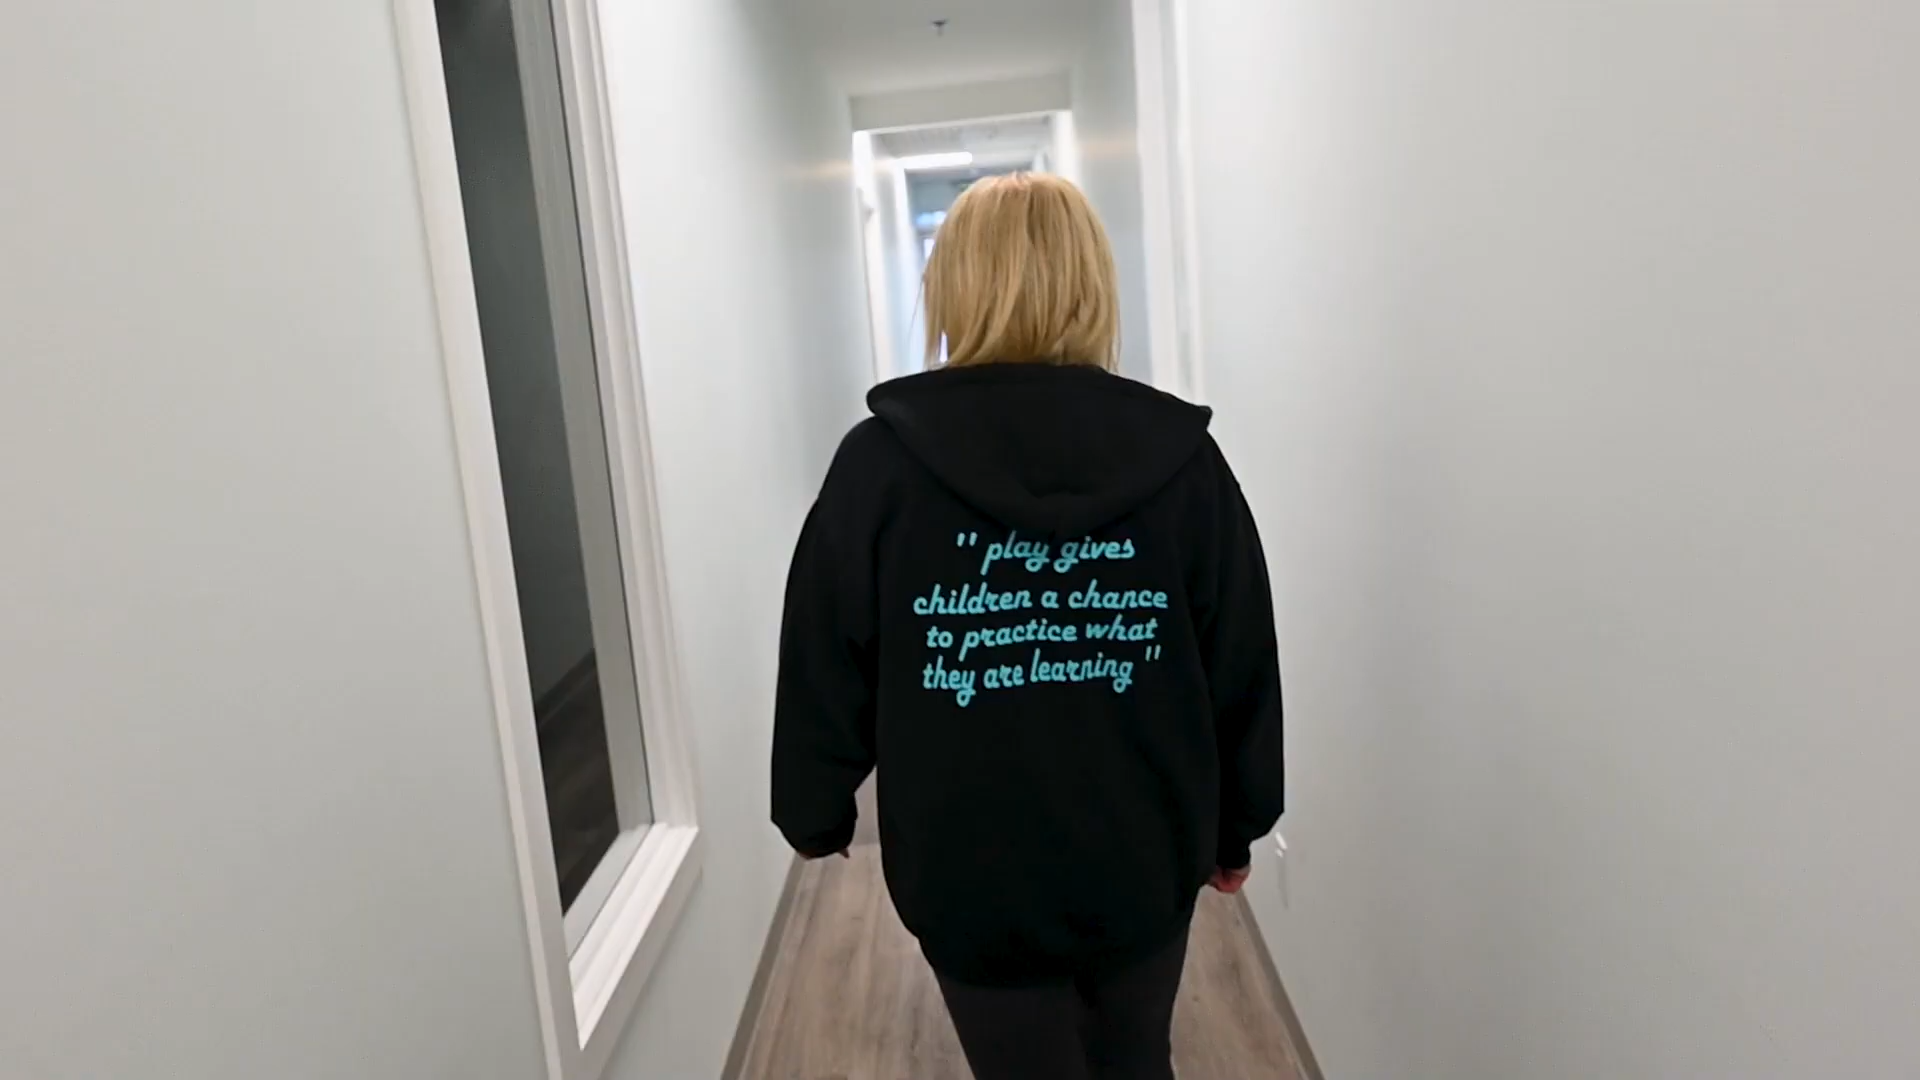 " play gives
children a chance
to practice what
they are learning "